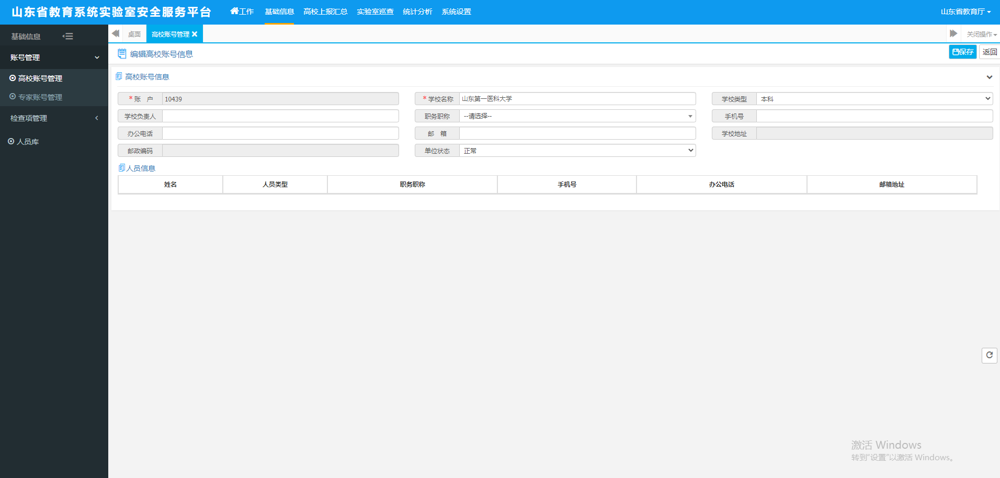 山东省教育系统实验室安全服务平台
工作 基础信息 高校上报汇总 实验室巡查 统计分析 系统设置
山东省教育厅
基础信息
桌面 高校账号管理
关闭操作
账号管理
高校账号管理
专家账号管理
检查项管理
人员库
编辑高校账号信息
保存 返回
高校账号信息
*账 户 10439
*学校名称 山东第一医科大学
学校类型 本科
学校负责人
职务职称 --请选择--
手机号
办公电话
邮 箱
学校地址
邮政编码
单位状态 正常
人员信息
姓名 人员类型 职务职称 手机号 办公电话 邮箱地址
激活 Windows
转到"设置"以激活 Windows。